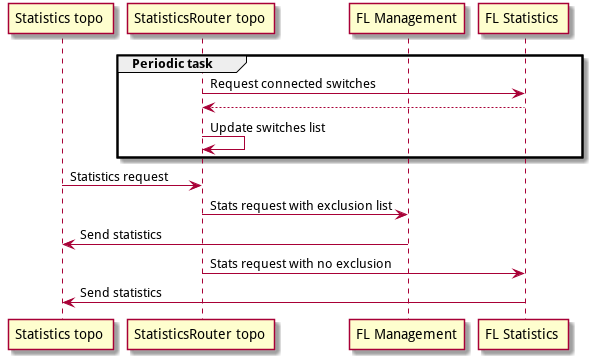 Statistics topo
StatisticsRouter topo
FL Management
FL Statistics
Periodic task
Request connected switches
Update switches list
Statistics request
Stats request with exclusion list
Send statistics
Stats request with no exclusion
Send statistics
Statistics topo
StatisticsRouter topo
FL Management
FL Statistics